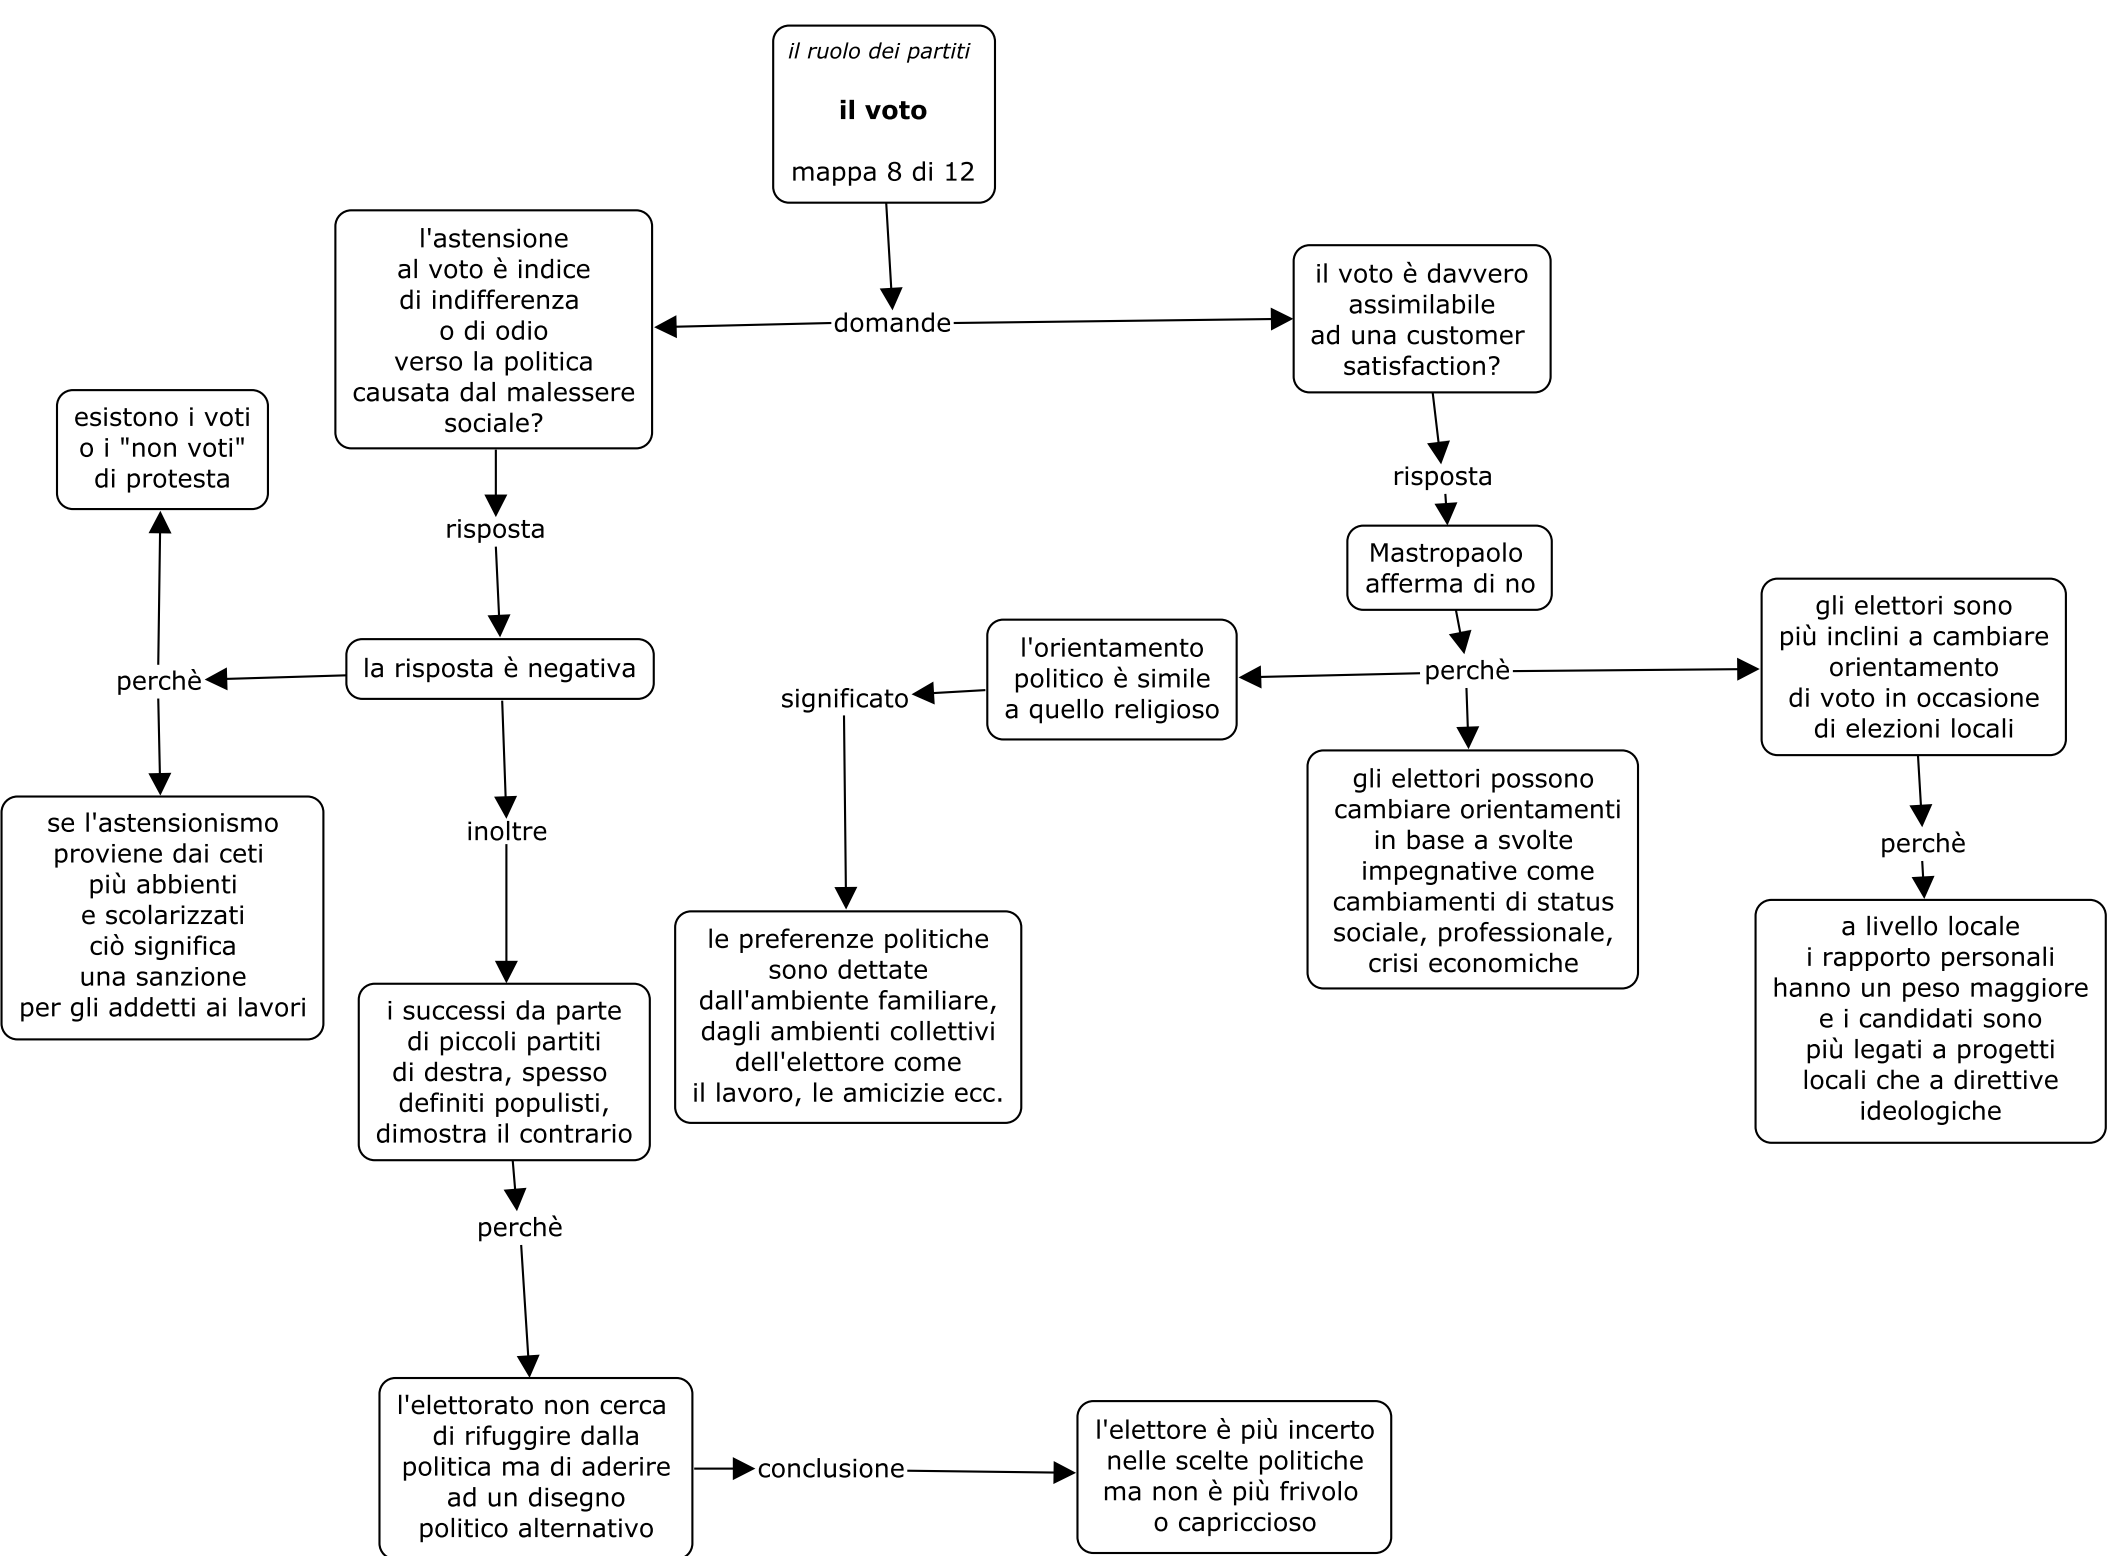 il ruolo dei partiti
il voto
mappa 8 di 12
domande
l'astensione
al voto è indice
di indifferenza
o di odio
verso la politica
causata dal malessere
sociale?
risposta
la risposta è negativa
perchè
esistono i voti
o i "non voti"
di protesta
se l'astensionismo
proviene dai ceti
più abbienti
e scolarizzati
ciò significa
una sanzione
per gli addetti ai lavori
inoltre
i successi da parte
di piccoli partiti
di destra, spesso
definiti populisti,
dimostra il contrario
perchè
l'elettorato non cerca
di rifuggire dalla
politica ma di aderire
ad un disegno
politico alternativo
conclusione
l'elettore è più incerto
nelle scelte politiche
ma non è più frivolo
o capriccioso
il voto è davvero
assimilabile
ad una customer
satisfaction?
risposta
Mastropaolo
afferma di no
perchè
l'orientamento
politico è simile
a quello religioso
significato
le preferenze politiche
sono dettate
dall'ambiente familiare,
dagli ambienti collettivi
dell'elettore come
il lavoro, le amicizie ecc.
gli elettori possono
cambiare orientamenti
in base a svolte
impegnative come
cambiamenti di status
sociale, professionale,
crisi economiche
gli elettori sono
più inclini a cambiare
orientamento
di voto in occasione
di elezioni locali
perchè
a livello locale
i rapporto personali
hanno un peso maggiore
e i candidati sono
più legati a progetti
locali che a direttive
ideologiche